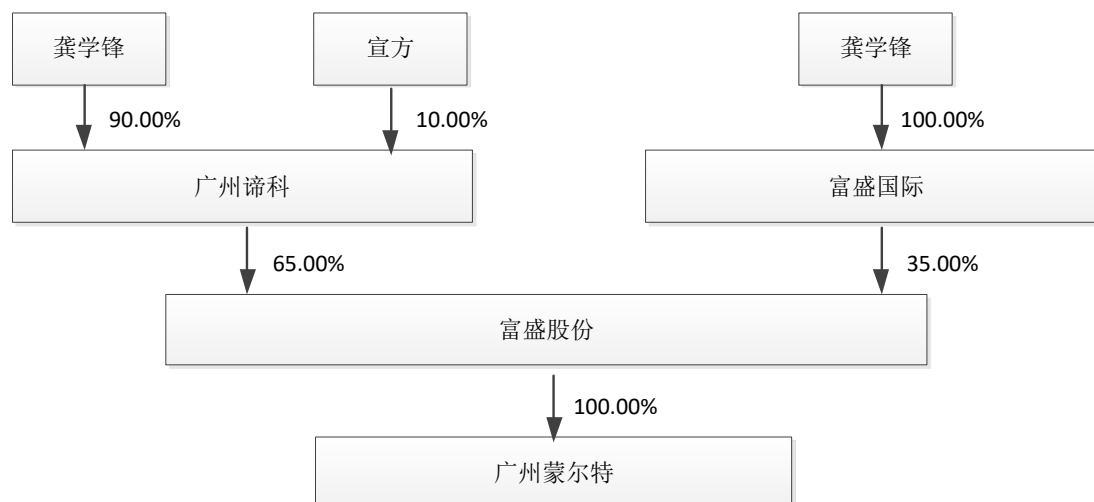 龚学锋
宣方
龚学锋
90.00%
10.00%
100.00%
广州谛科
富盛国际
65.00%
35.00%
富盛股份
100.00%
广州蒙尔特